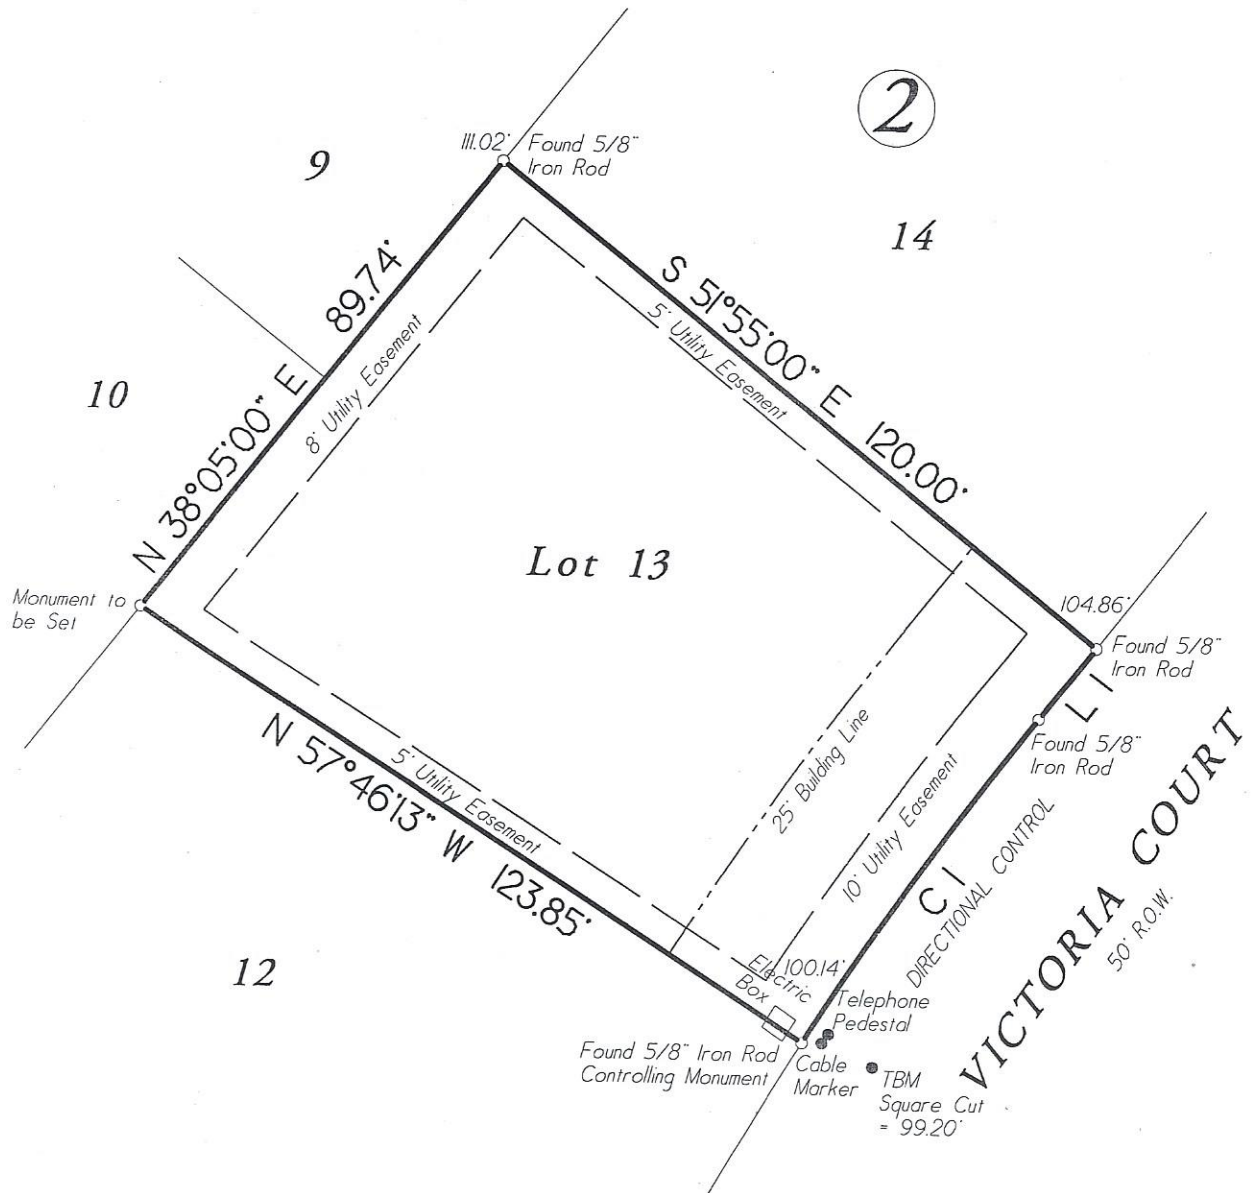 2
9
111.02' Found 5/8"
Iron Rod
14
N 38°05'00" E 89.74'
S 51°55'00" E 120.00'
5' Utility Easement
8' Utility Easement
10
Lot 13
Monument to
be Set
104.86'
Found 5/8"
Iron Rod
L1
Found 5/8"
Iron Rod
25' Building Line
10' Utility Easement
N 57°46'13" W 123.85'
5' Utility Easement
C1
DIRECTIONAL CONTROL
VICTORIA COURT
50' R.O.W.
12
100.14'
Electric
Box
Telephone
Pedestal
Found 5/8" Iron Rod
Controlling Monument
Cable
Marker
TBM
Square Cut
= 99.20'